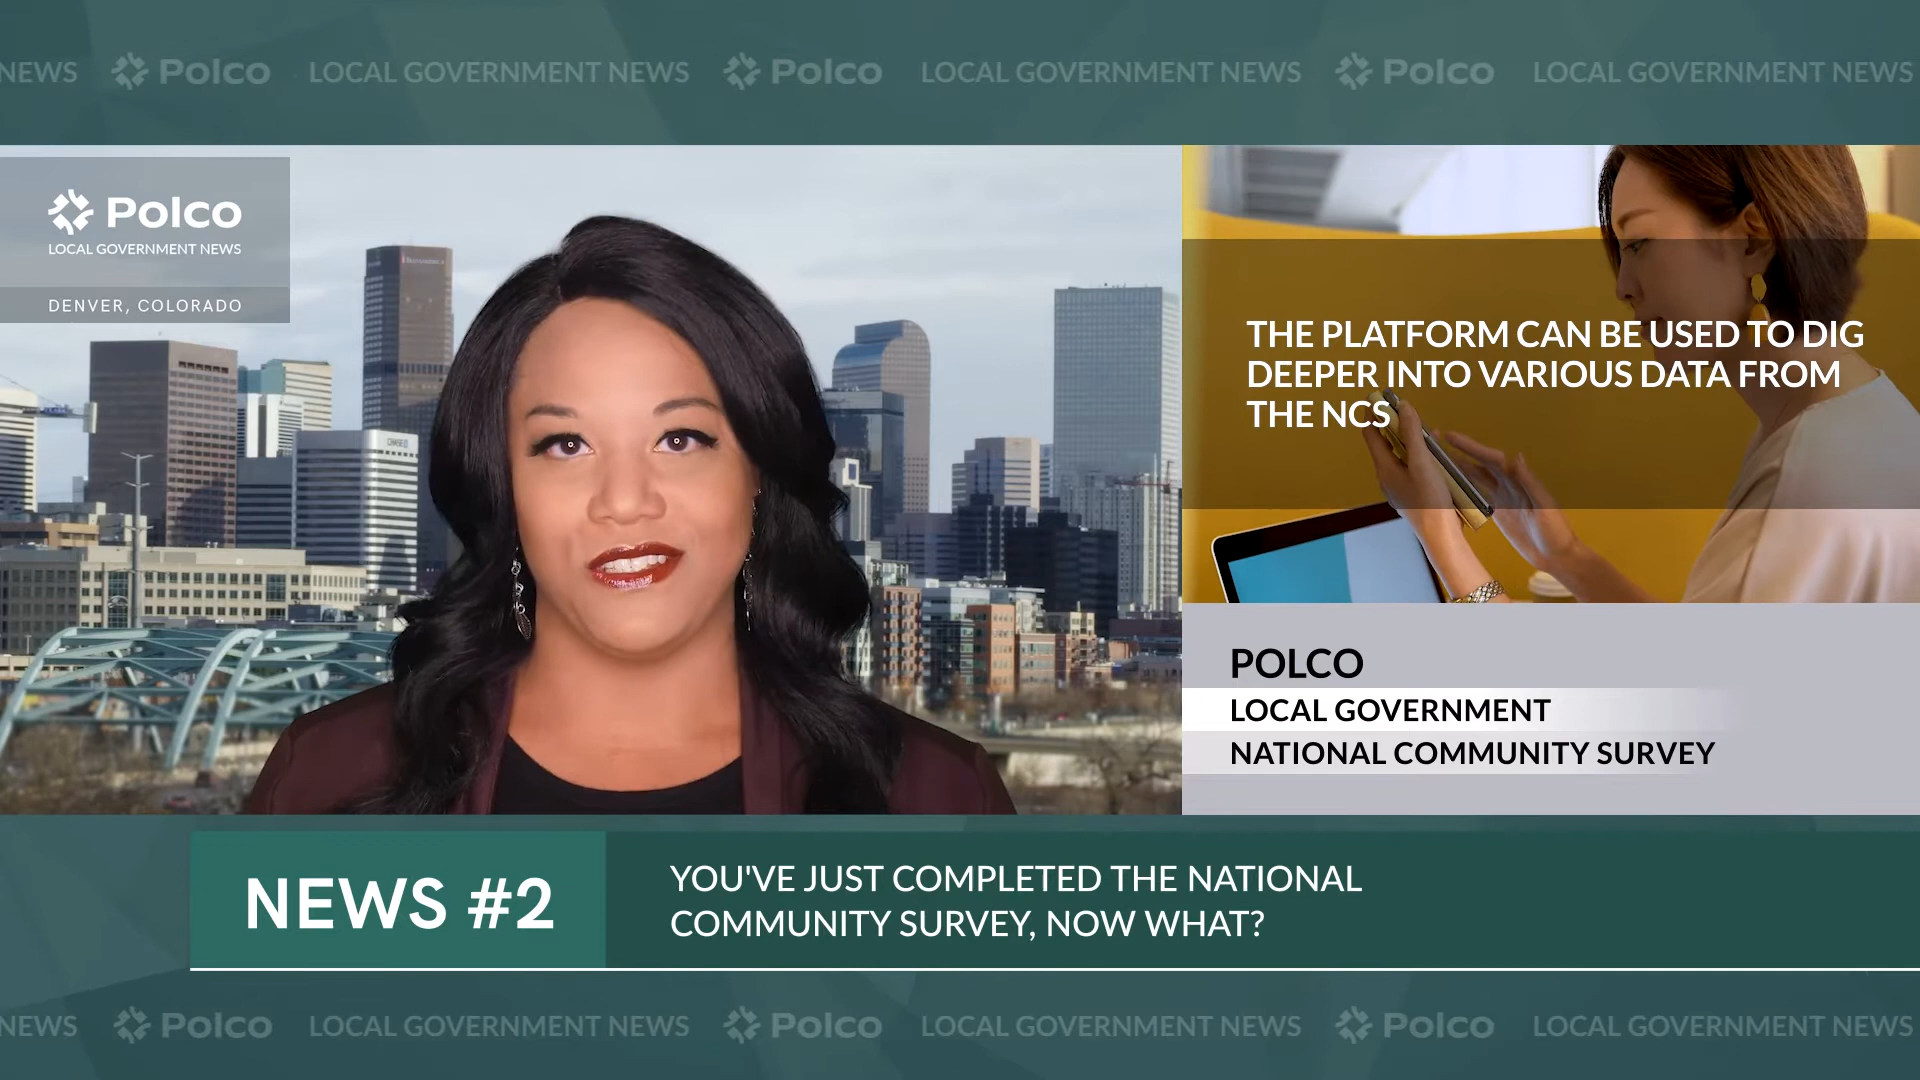 NEWS Polco LOCAL GOVERNMENT NEWS Polco LOCAL GOVERNMENT NEWS Polco LOCAL GOVERNMENT NEWS
Polco
LOCAL GOVERNMENT NEWS
DENVER, COLORADO
THE PLATFORM CAN BE USED TO DIG
DEEPER INTO VARIOUS DATA FROM
THE NCS
POLCO
LOCAL GOVERNMENT
NATIONAL COMMUNITY SURVEY
NEWS #2
YOU'VE JUST COMPLETED THE NATIONAL
COMMUNITY SURVEY, NOW WHAT?
NEWS Polco LOCAL GOVERNMENT NEWS Polco LOCAL GOVERNMENT NEWS Polco LOCAL GOVERNMENT NEWS